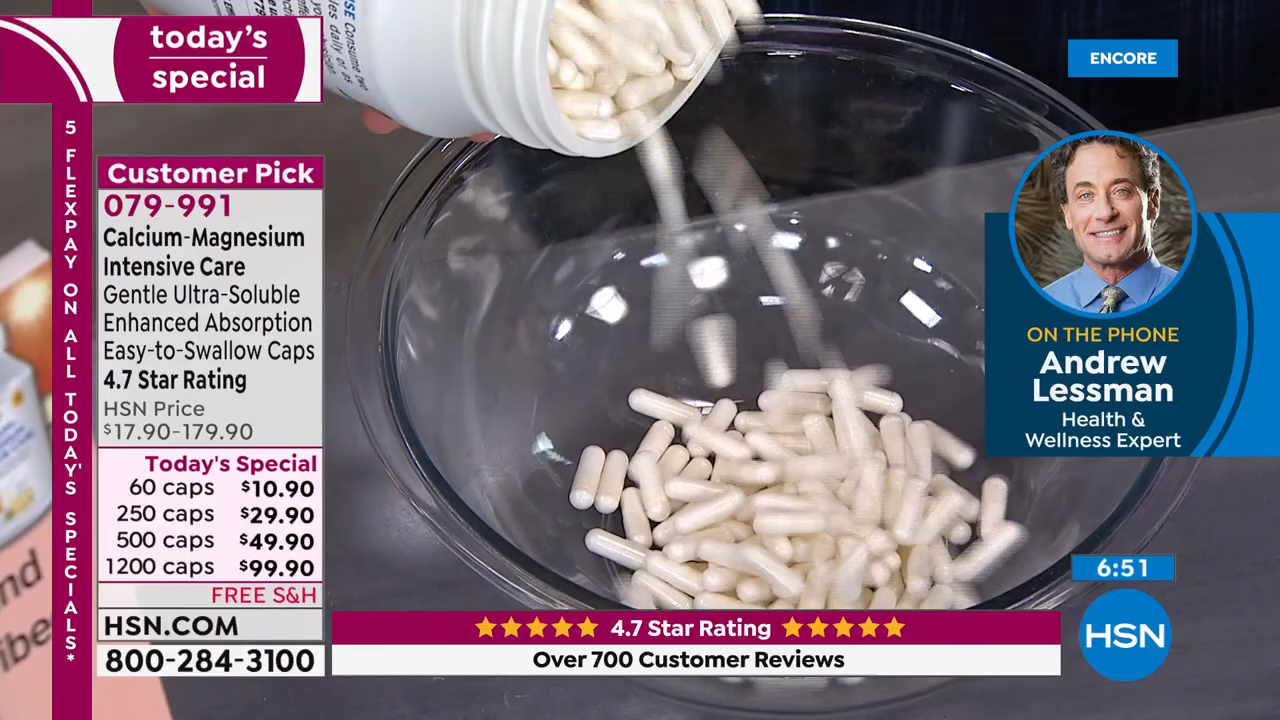 today's
special
ENCORE
5 FLEXPAY ON ALL TODAY'S SPECIALS*
Customer Pick
079-991
Calcium-Magnesium
Intensive Care
Gentle Ultra-Soluble
Enhanced Absorption
Easy-to-Swallow Caps
4.7 Star Rating
HSN Price
$17.90-179.90
Today's Special
60 caps $10.90
250 caps $29.90
500 caps $49.90
1200 caps $99.90
FREE S&H
HSN.COM
800-284-3100
ON THE PHONE
Andrew
Lessman
Health &
Wellness Expert
6:51
HSN
4.7 Star Rating
Over 700 Customer Reviews
Consume
daily or as